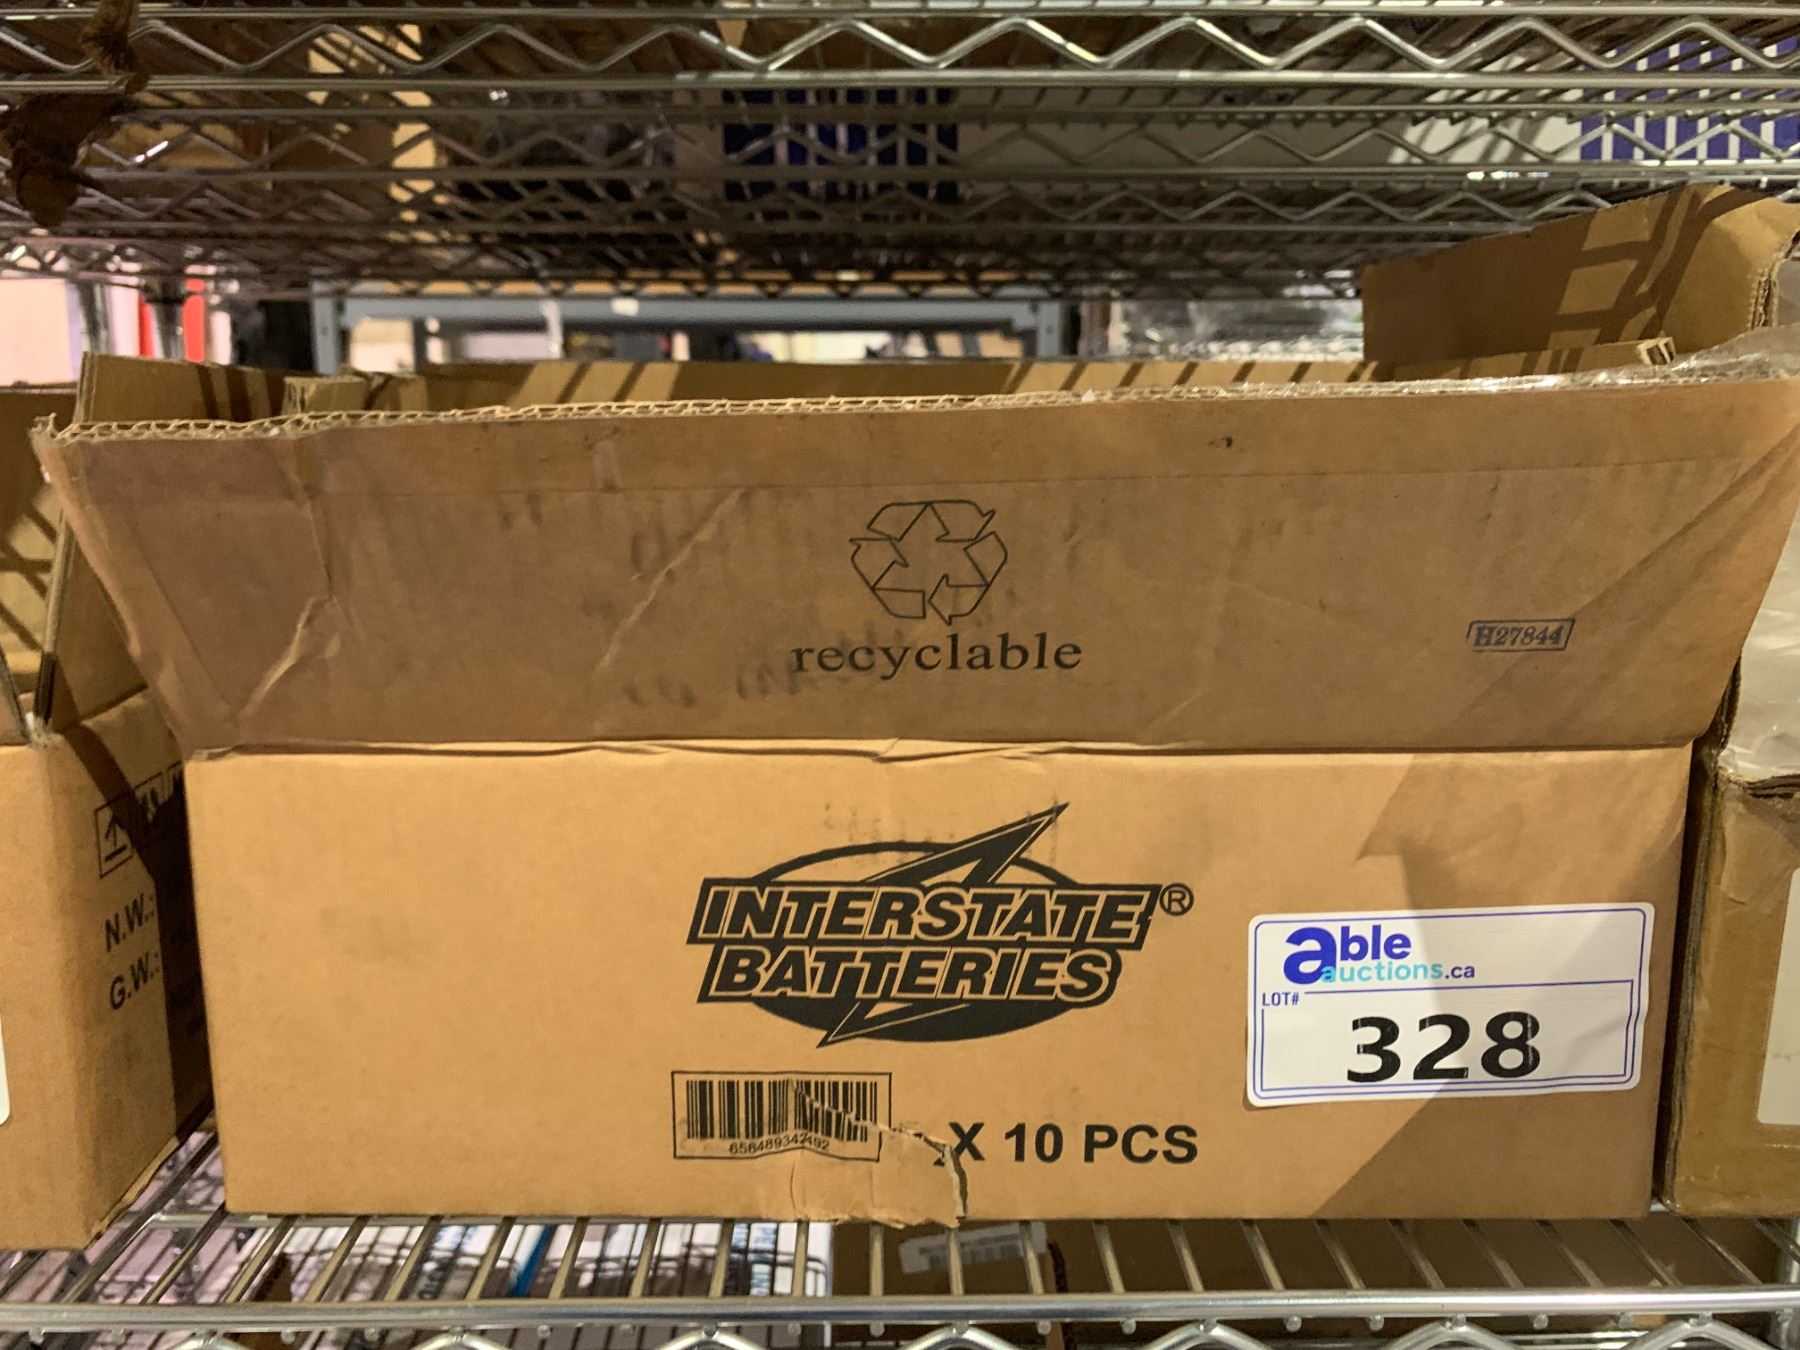 recyclable
H27844
INTERSTATE®
BATTERIES
able
auctions.ca
LOT#
328
X 10 PCS
N.W.:
G.W.: